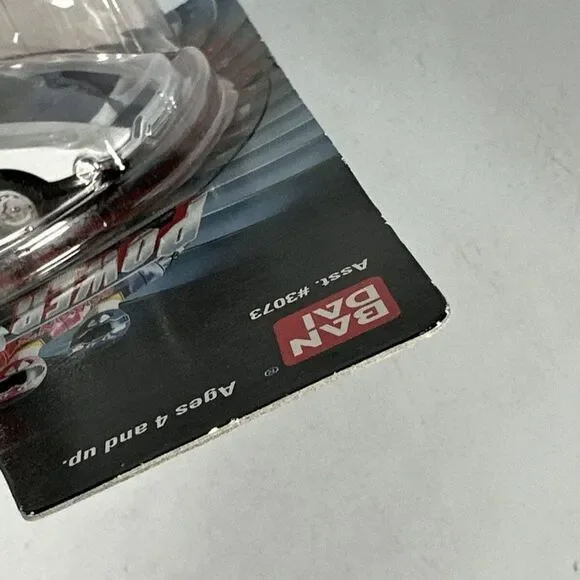 POWER
Asst. #3073
BAN
DAI
®
Ages 4 and up.